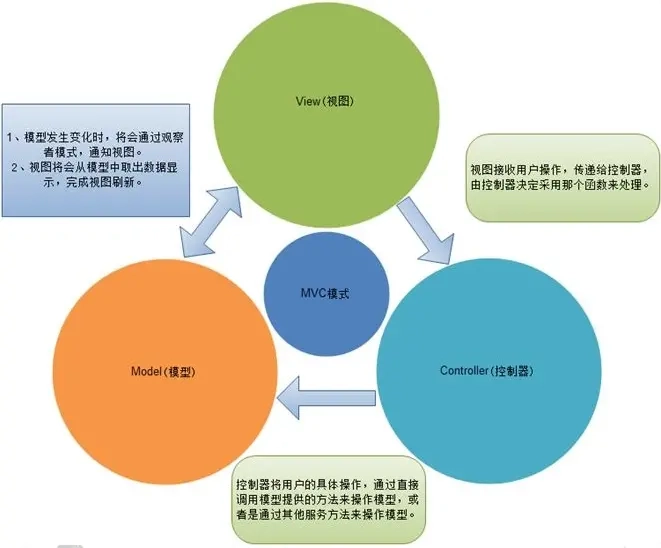 View(视图)
1、模型发生变化时，将会通过观察
者模式，通知视图。
2、视图将会从模型中取出数据显
示，完成视图刷新。
视图接收用户操作，传递给控制器，
由控制器决定采用那个函数来处理。
MVC模式
Model(模型)
Controller(控制器)
控制器将用户的具体操作，通过直接
调用模型提供的方法来操作模型，或
者是通过其他服务方法来操作模型。